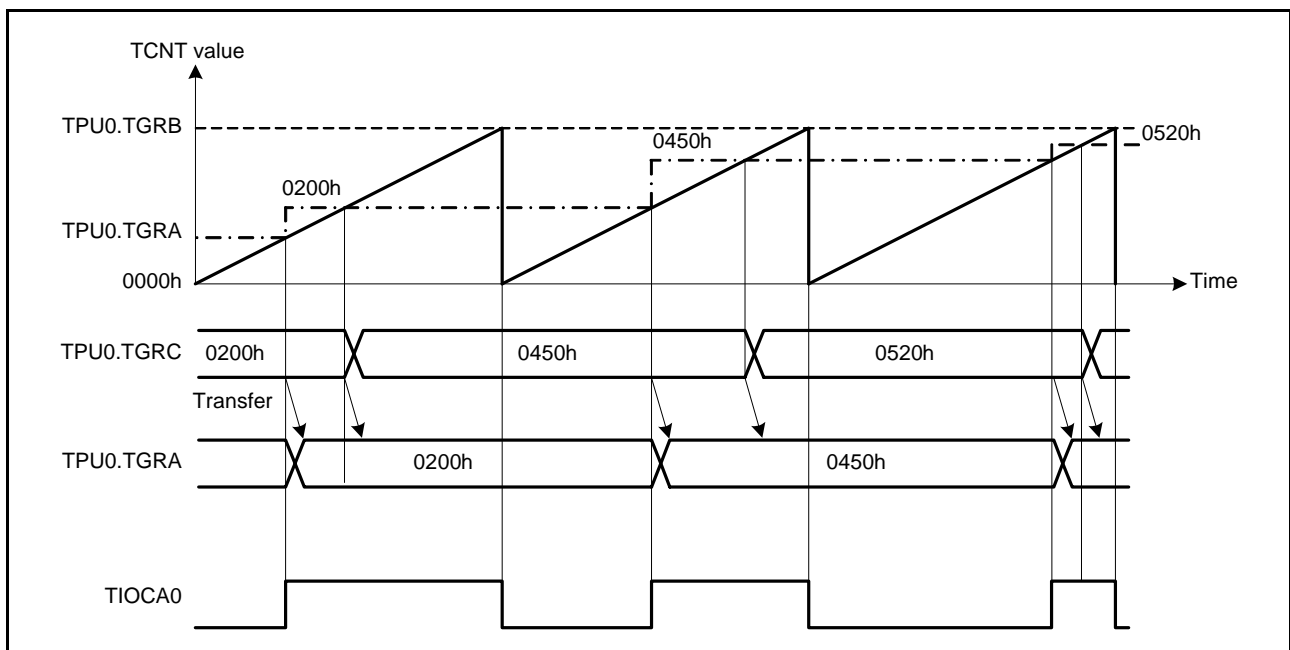 TCNT value
TPU0.TGRB
0520h
0450h
0200h
TPU0.TGRA
0000h
Time
TPU0.TGRC
0200h
0450h
0520h
Transfer
TPU0.TGRA
0200h
0450h
TIOCA0